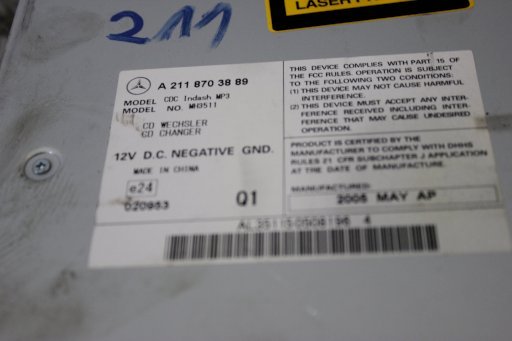 211
LASER
A 211 870 38 89
MODEL CDC Indash MP3
MODEL NO. MH3511
CD WECHSLER
CD CHANGER
12V D.C. NEGATIVE GND.
MADE IN CHINA
e24
020953
Q1
THIS DEVICE COMPLIES WITH PART 15 OF
THE FCC RULES. OPERATION IS SUBJECT
TO THE FOLLOWING TWO CONDITIONS:
(1) THIS DEVICE MAY NOT CAUSE HARMFUL
INTERFERENCE.
(2) THIS DEVICE MUST ACCEPT ANY INTER-
FERENCE RECEIVED INCLUDING INTER-
FERENCE THAT MAY CAUSE UNDESIRED
OPERATION.
PRODUCT IS CERTIFIED BY THE
MANUFACTURER TO COMPLY WITH DHHS
RULES 21 CFR SUBCHAPTER J APPLICATION
AT THE DATE OF MANUFACTURE.
MANUFACTURED:
2005 MAY AP